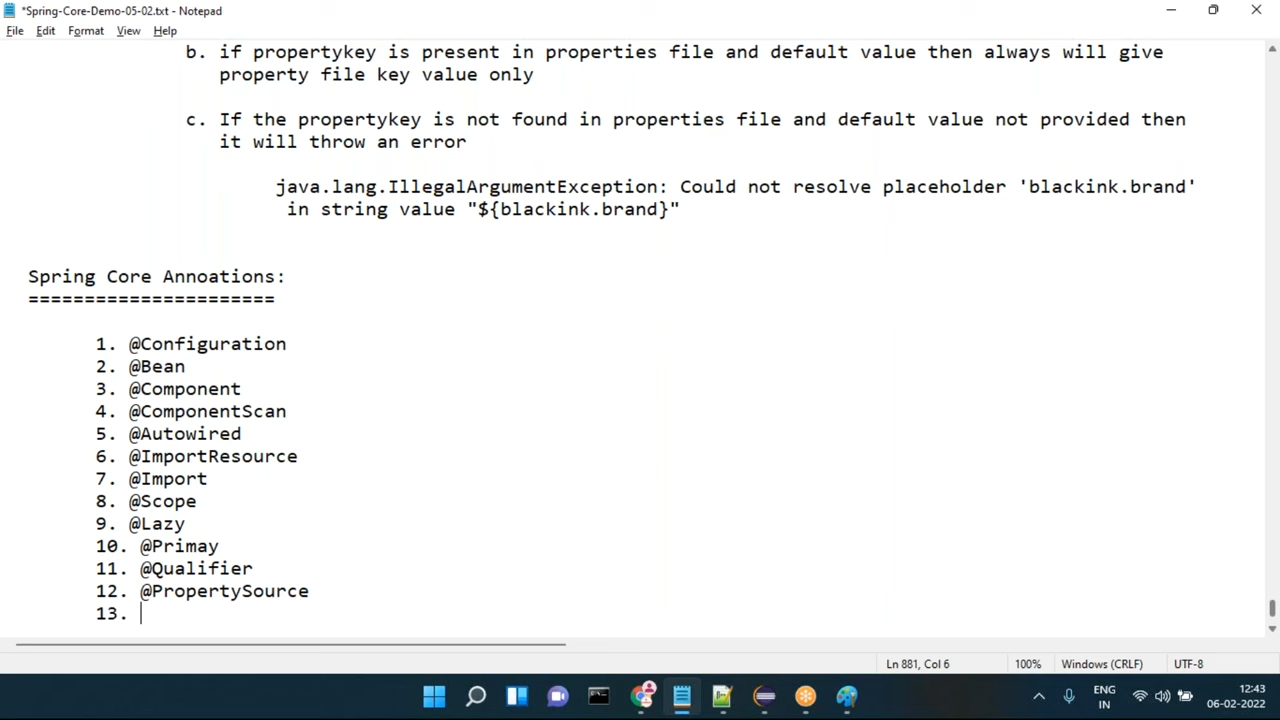 *Spring-Core-Demo-05-02.txt - Notepad
File Edit Format View Help
b. if propertykey is present in properties file and default value then always will give
property file key value only
c. If the propertykey is not found in properties file and default value not provided then
it will throw an error
java.lang.IllegalArgumentException: Could not resolve placeholder 'blackink.brand'
in string value "${blackink.brand}"
Spring Core Annoations:
======================
1. @Configuration
2. @Bean
3. @Component
4. @ComponentScan
5. @Autowired
6. @ImportResource
7. @Import
8. @Scope
9. @Lazy
10. @Primay
11. @Qualifier
12. @PropertySource
13.
Ln 881, Col 6 100% Windows (CRLF) UTF-8
ENG 12:43
IN 06-02-2022